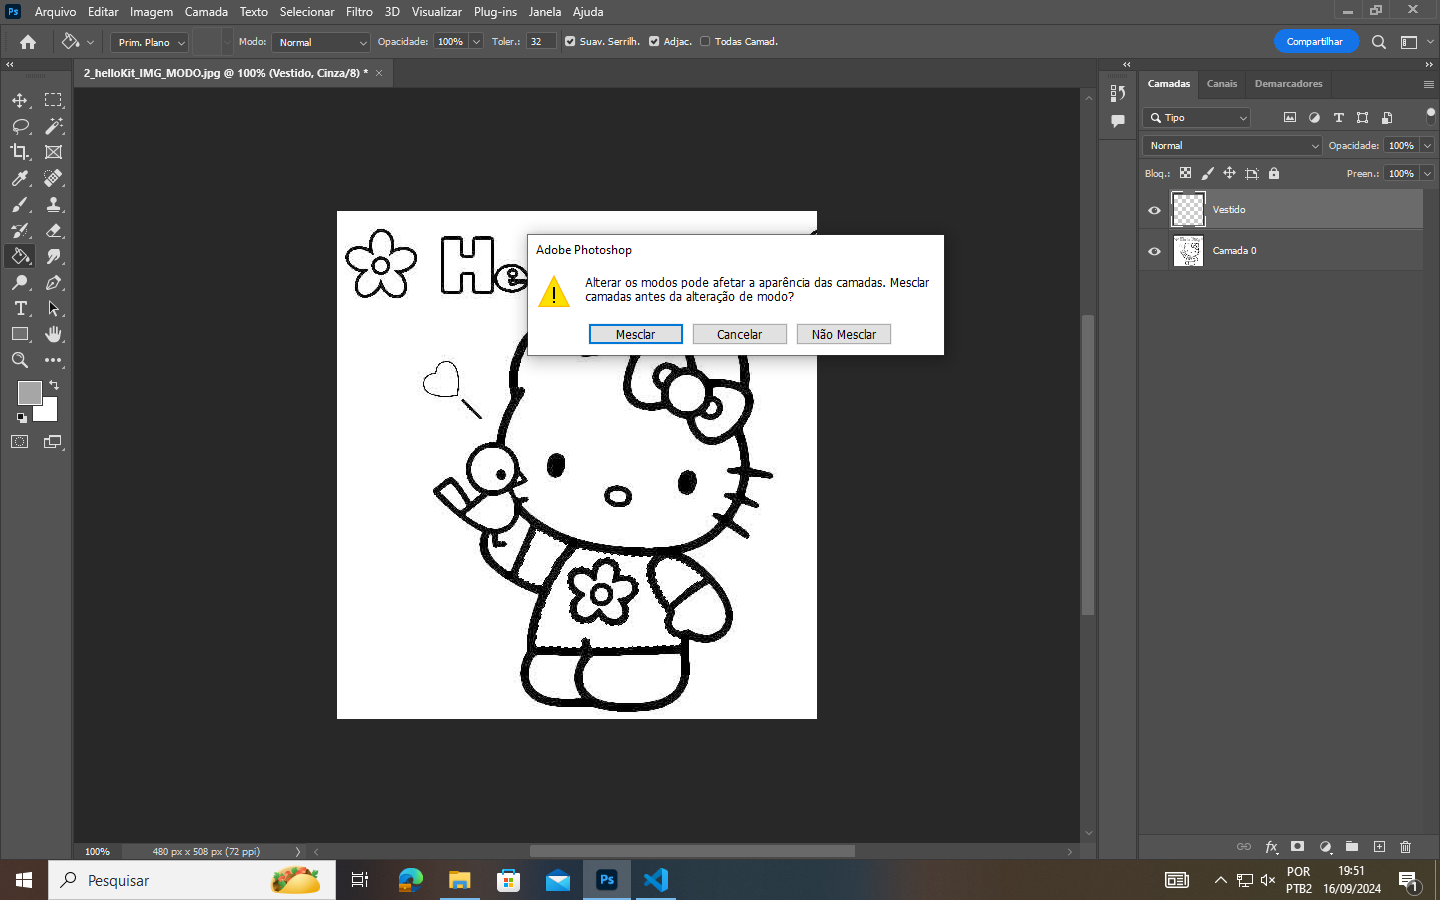 Ps Arquivo Editar Imagem Camada Texto Selecionar Filtro 3D Visualizar Plug-ins Janela Ajuda
Prim. Plano Modo: Normal Opacidade: 100% Toler.: 32 Suav. Serrilh. Adjac. Todas Camad. Compartilhar
2_helloKit_IMG_MODO.jpg @ 100% (Vestido, Cinza/8) * ×
Camadas Canais Demarcadores
Tipo
Normal Opacidade: 100%
Bloq.: Preen.: 100%
Vestido
Camada 0
He
Adobe Photoshop
Alterar os modos pode afetar a aparência das camadas. Mesclar
camadas antes da alteração de modo?
Mesclar Cancelar Não Mesclar
100% 480 px x 508 px (72 ppi)
fx
Pesquisar
Ps
POR
PTB2
19:51
16/09/2024
1